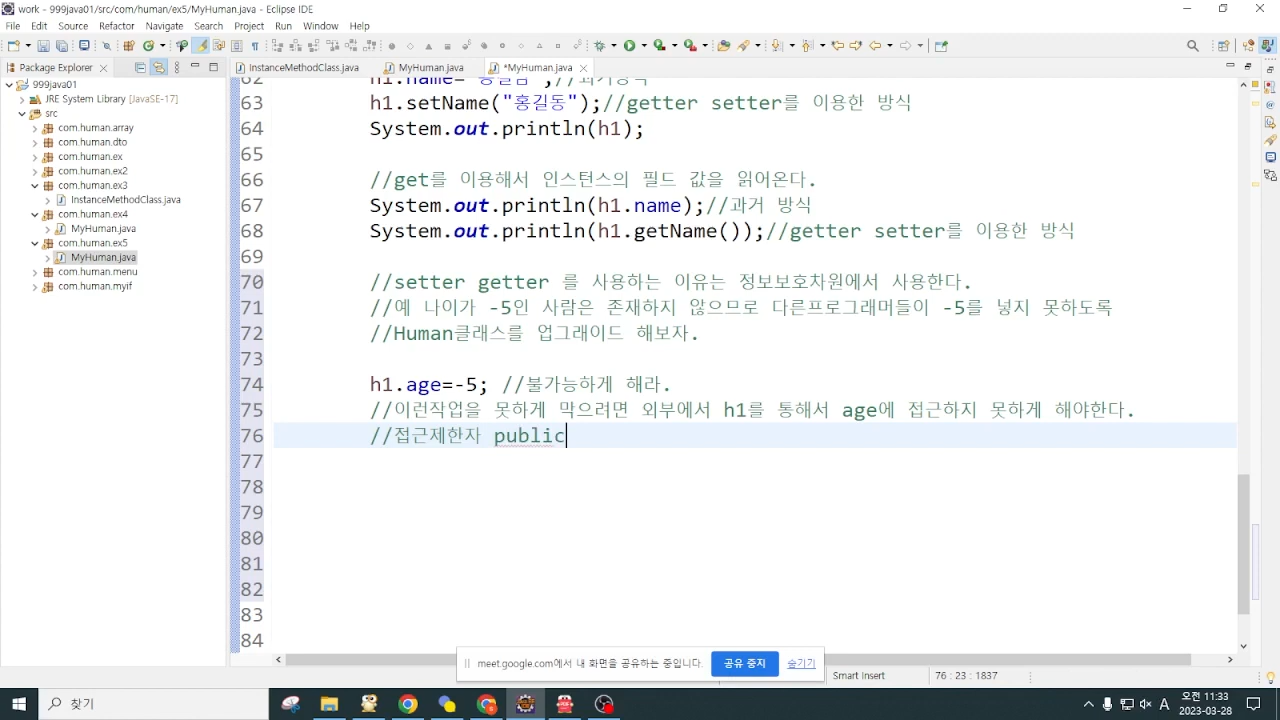 work - 999java01/src/com/human/ex5/MyHuman.java - Eclipse IDE
File Edit Source Refactor Navigate Search Project Run Window Help
Package Explorer
InstanceMethodClass.java
MyHuman.java
*MyHuman.java
999java01
JRE System Library [JavaSE-17]
src
com.human.array
com.human.dto
com.human.ex
com.human.ex2
com.human.ex3
InstanceMethodClass.java
com.human.ex4
MyHuman.java
com.human.ex5
MyHuman.java
com.human.menu
com.human.myif
62 h1.name="홍길남";//과거방식
63 h1.setName("홍길동");//getter setter를 이용한 방식
64 System.out.println(h1);
65
66 //get를 이용해서 인스턴스의 필드 값을 읽어온다.
67 System.out.println(h1.name);//과거 방식
68 System.out.println(h1.getName());//getter setter를 이용한 방식
69
70 //setter getter 를 사용하는 이유는 정보보호차원에서 사용한다.
71 //예 나이가 -5인 사람은 존재하지 않으므로 다른프로그래머들이 -5를 넣지 못하도록
72 //Human클래스를 업그레이드 해보자.
73
74 h1.age=-5; //불가능하게 해라.
75 //이런작업을 못하게 막으려면 외부에서 h1를 통해서 age에 접근하지 못하게 해야한다.
76 //접근제한자 public
77
78
79
80
81
82
83
84
meet.google.com에서 내 화면을 공유하는 중입니다. 공유 중지 숨기기
Smart Insert 76 : 23 : 1837
찾기
A 오전 11:33
2023-03-28